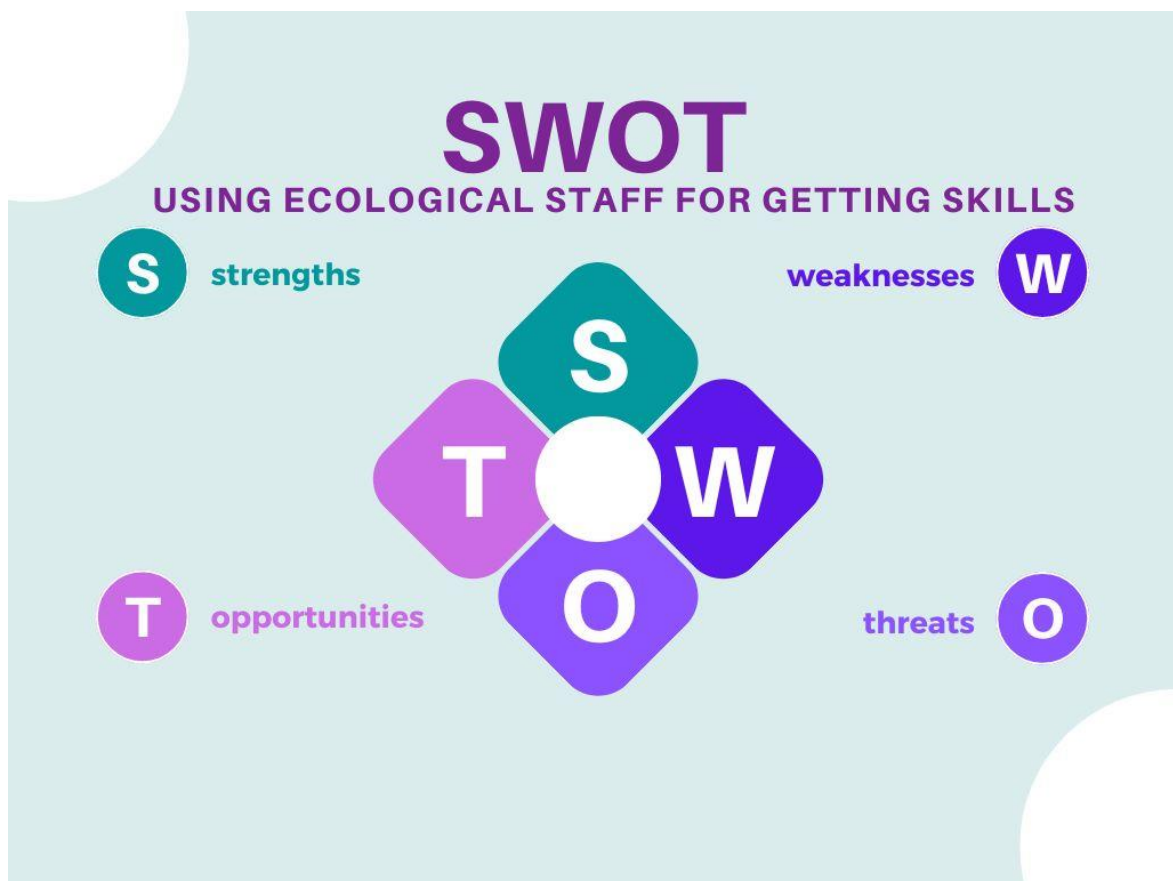 SWOT
USING ECOLOGICAL STAFF FOR GETTING SKILLS
S strengths
weaknesses W
S
T
W
O
T opportunities
threats O